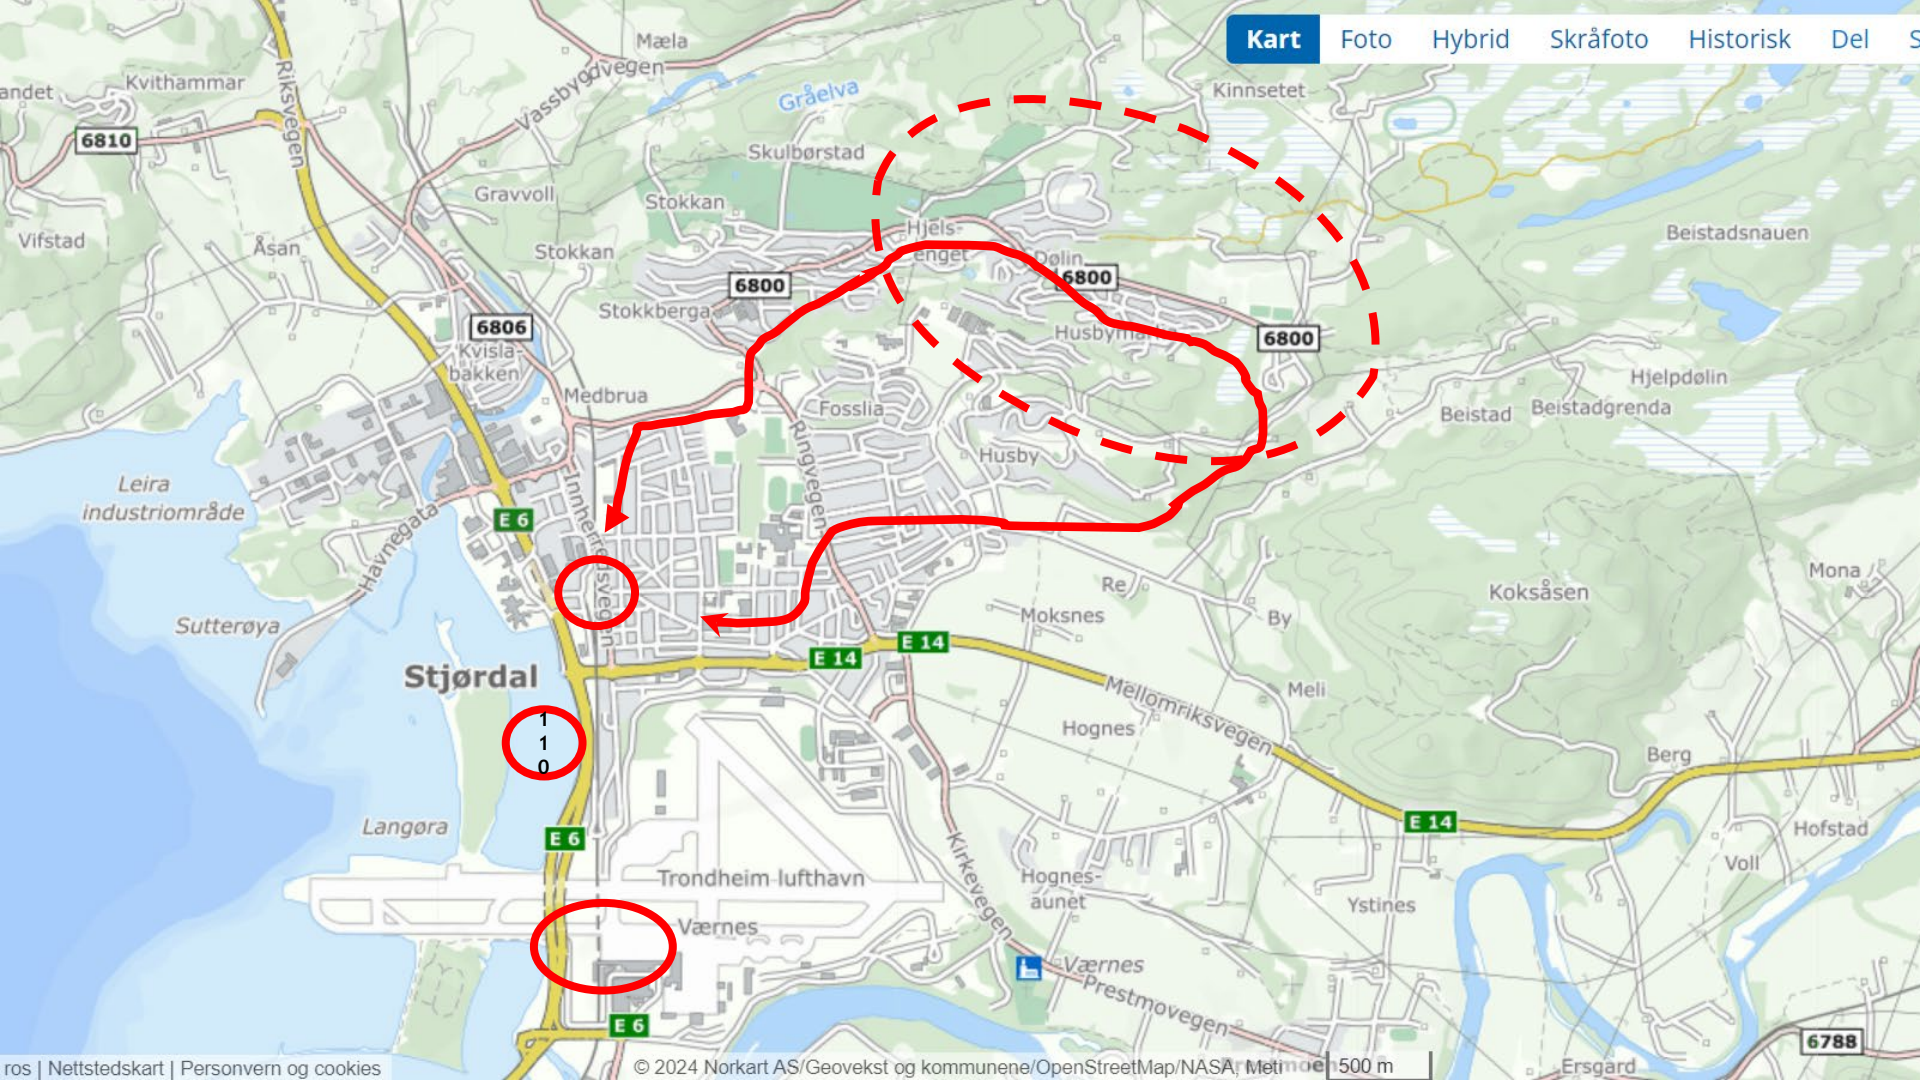 Kart Foto Hybrid Skråfoto Historisk Del S
Mæla
Kvithammar
Vassbygdvegen
andet
Gråelva
Kinnsetet
Riksvegen
6810
Skulbørstad
Gravvoll
Stokkan
Vifstad
Åsan
Stokkan
Hjels-
enget
Dølin
Beistadsnauen
6800
6800
Stokkberga
6806
Husbymarka
6800
Kvisla-
bakken
Medbrua
Fosslia
Hjelpdølin
Beistad
Beistadgrenda
Ringvegen
Husby
Leira
industriområde
E 6
Innherredsvegen
Havnegata
Re
Mona
Koksåsen
Moksnes
By
Sutterøya
E 14
E 14
Stjørdal
Mellomriksvegen
Meli
1
1
0
Hognes
Berg
Langøra
E 6
E 14
Hofstad
Kirkevegen
Voll
Trondheim lufthavn
Hognes-
aunet
Ystines
Værnes
Værnes
Prestmovegen
E 6
6788
ros | Nettstedskart | Personvern og cookies
© 2024 Norkart AS/Geovekst og kommunene/OpenStreetMap/NASA, Meti
500 m
Ersgard